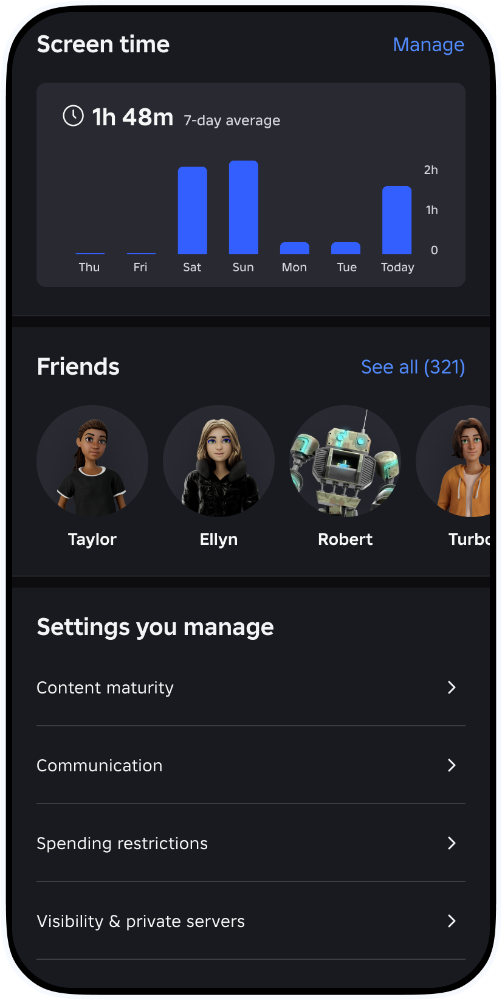 Screen time Manage
1h 48m 7-day average
2h
1h
0
Thu Fri Sat Sun Mon Tue Today
Friends See all (321)
Taylor Ellyn Robert Turbo
Settings you manage
Content maturity
Communication
Spending restrictions
Visibility & private servers